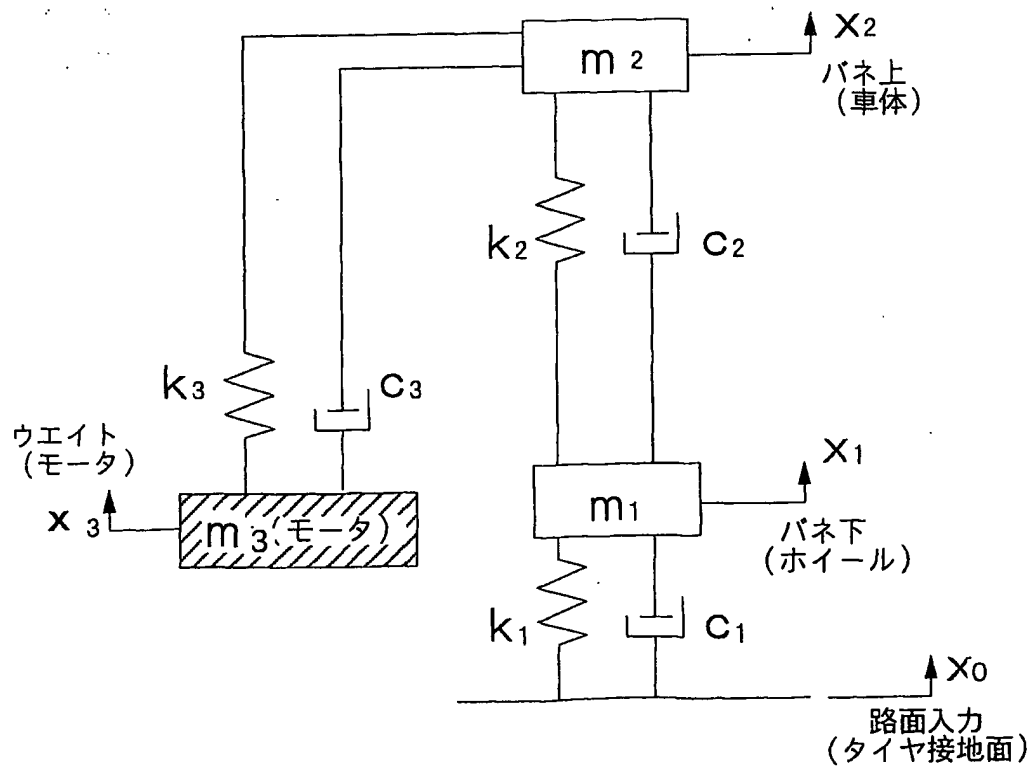 m2
x2
バネ上
(車体)
k2
c2
k3
c3
ウエイト
(モータ)
x3
m3(モータ)
m1
x1
バネ下
(ホイール)
k1
c1
x0
路面入力
(タイヤ接地面)